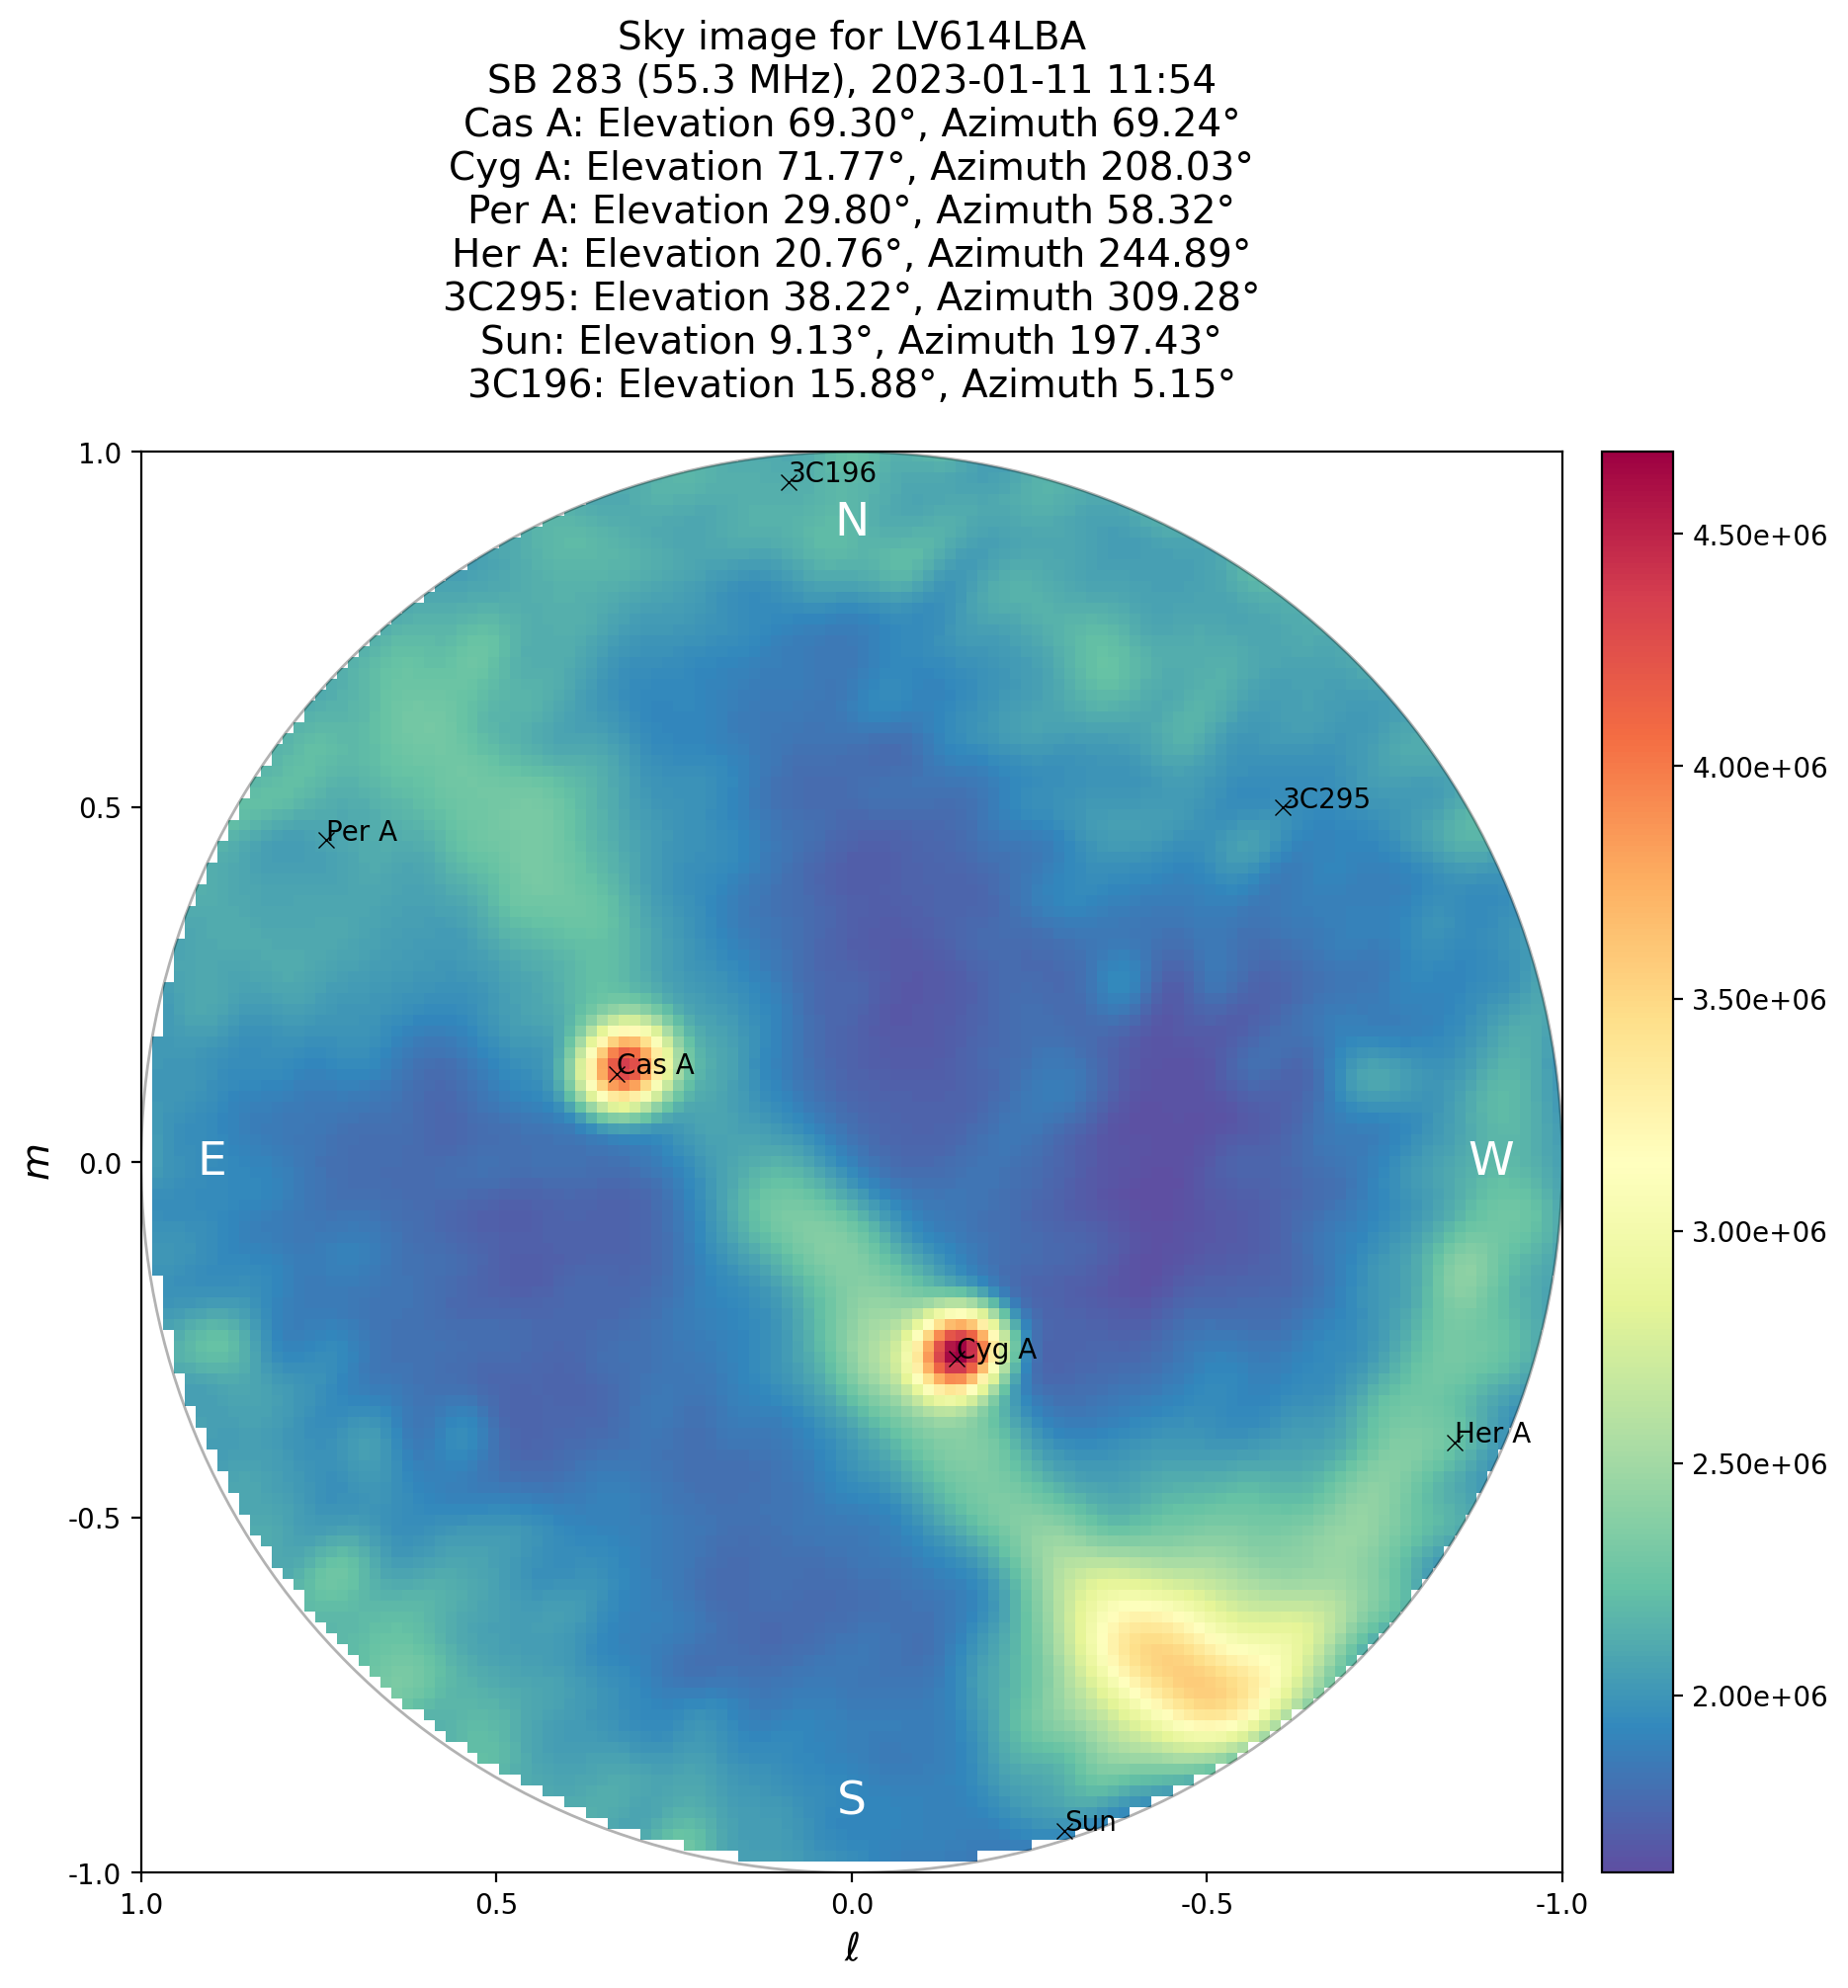 Sky image for LV614LBA
SB 283 (55.3 MHz), 2023-01-11 11:54
Cas A: Elevation 69.30°, Azimuth 69.24°
Cyg A: Elevation 71.77°, Azimuth 208.03°
Per A: Elevation 29.80°, Azimuth 58.32°
Her A: Elevation 20.76°, Azimuth 244.89°
3C295: Elevation 38.22°, Azimuth 309.28°
Sun: Elevation 9.13°, Azimuth 197.43°
3C196: Elevation 15.88°, Azimuth 5.15°
1.0
3C196
N
4.50e+06
4.00e+06
0.5
3C295
Per A
3.50e+06
Cas A
m
0.0
E
W
3.00e+06
Cyg A
Her A
2.50e+06
-0.5
2.00e+06
S
Sun
-1.0
1.0
0.5
0.0
-0.5
-1.0
ℓ